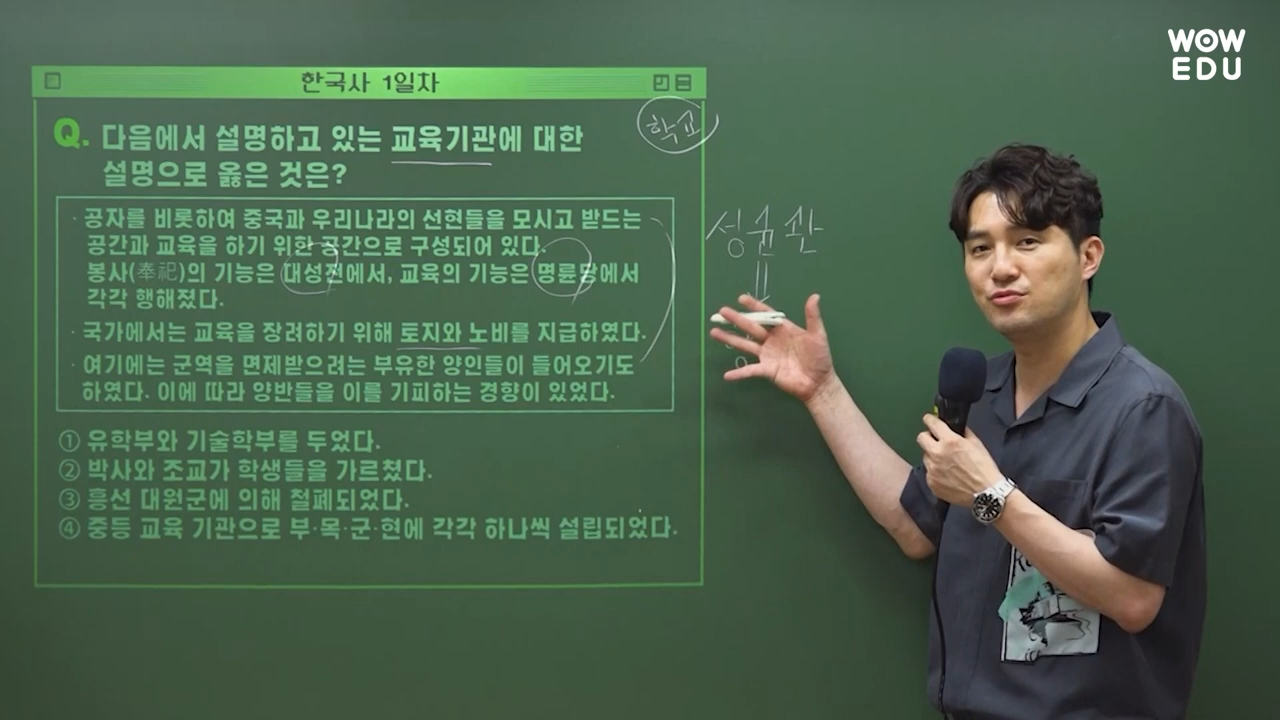 WOW
EDU
한국사 1일차
학교
Q. 다음에서 설명하고 있는 교육기관에 대한
설명으로 옳은 것은?
· 공자를 비롯하여 중국과 우리나라의 선현들을 모시고 받드는
공간과 교육을 하기 위한 공간으로 구성되어 있다.
봉사(奉祀)의 기능은 대성전에서, 교육의 기능은 명륜당에서
각각 행해졌다.
· 국가에서는 교육을 장려하기 위해 토지와 노비를 지급하였다.
· 여기에는 군역을 면제받으려는 부유한 양인들이 들어오기도
하였다. 이에 따라 양반들을 이를 기피하는 경향이 있었다.
성균관
① 유학부와 기술학부를 두었다.
② 박사와 조교가 학생들을 가르쳤다.
③ 흥선 대원군에 의해 철폐되었다.
④ 중등 교육 기관으로 부·목·군·현에 각각 하나씩 설립되었다.